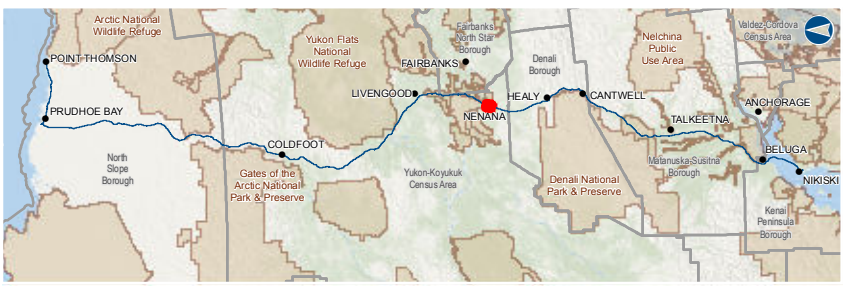 Arctic National
Wildlife Refuge
POINT THOMSON
PRUDHOE BAY
North
Slope
Borough
COLDFOOT
Gates of the
Arctic National
Park & Preserve
Yukon Flats
National
Wildlife Refuge
LIVENGOOD
FAIRBANKS
Fairbanks
North Star
Borough
NENANA
Yukon-Koyukuk
Census Area
Denali
Borough
HEALY
CANTWELL
Denali National
Park & Preserve
Nelchina
Public
Use Area
TALKEETNA
Matanuska-Susitna
Borough
Valdez-Cordova
Census Area
ANCHORAGE
BELUGA
NIKISKI
Kenai
Peninsula
Borough